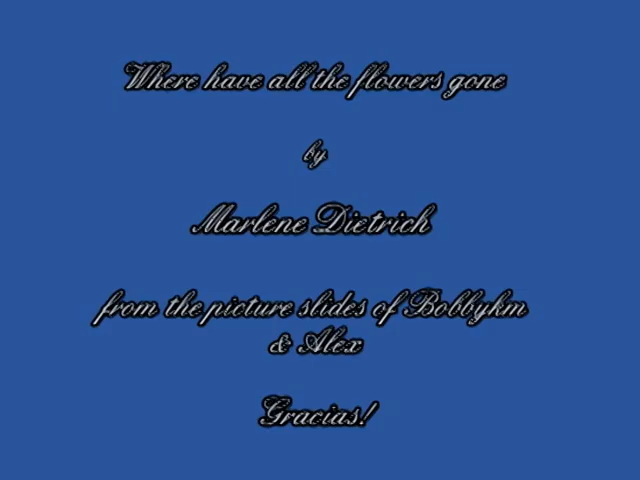 Where have all the flowers gone
by
Marlene Dietrich
from the picture slides of Bobbykm
& Alex
Gracias!